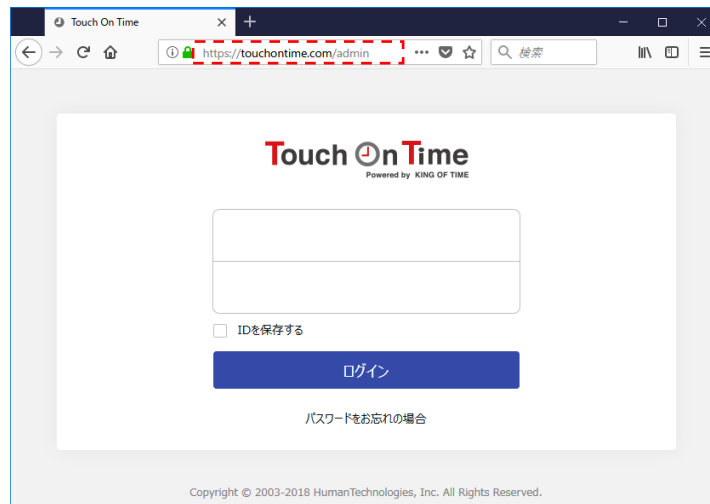 Touch On Time
https://touchontime.com/admin
検索
Touch On Time
Powered by KING OF TIME
IDを保存する
ログイン
パスワードをお忘れの場合
Copyright © 2003-2018 HumanTechnologies, Inc. All Rights Reserved.